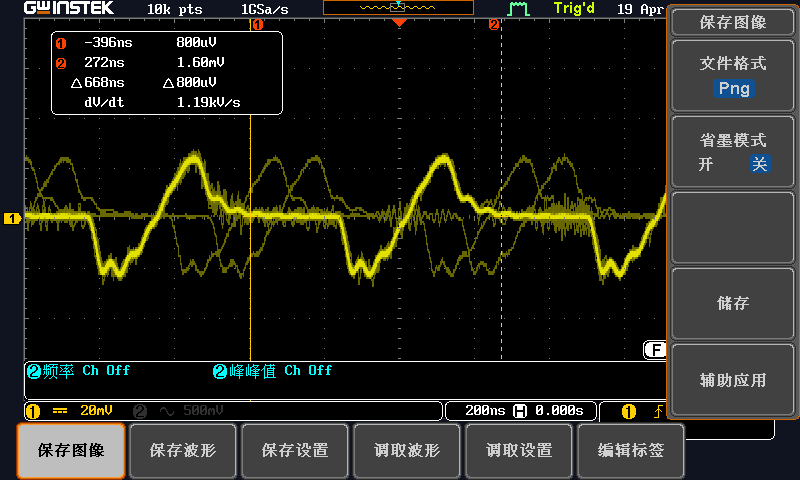 GWINSTEK 10k pts 1GSa/s Trig'd 19 Apr
1 2
1 -396ns 800uV
2 272ns 1.60mV
△668ns △800uV
dV/dt 1.19kV/s
1
F
2 频率 Ch Off 2 峰峰值 Ch Off
1 20mV 2 500mV 200ns H 0.000s 1
保存图像
文件格式
Png
省墨模式
开 关
储存
辅助应用
保存图像 保存波形 保存设置 调取波形 调取设置 编辑标签